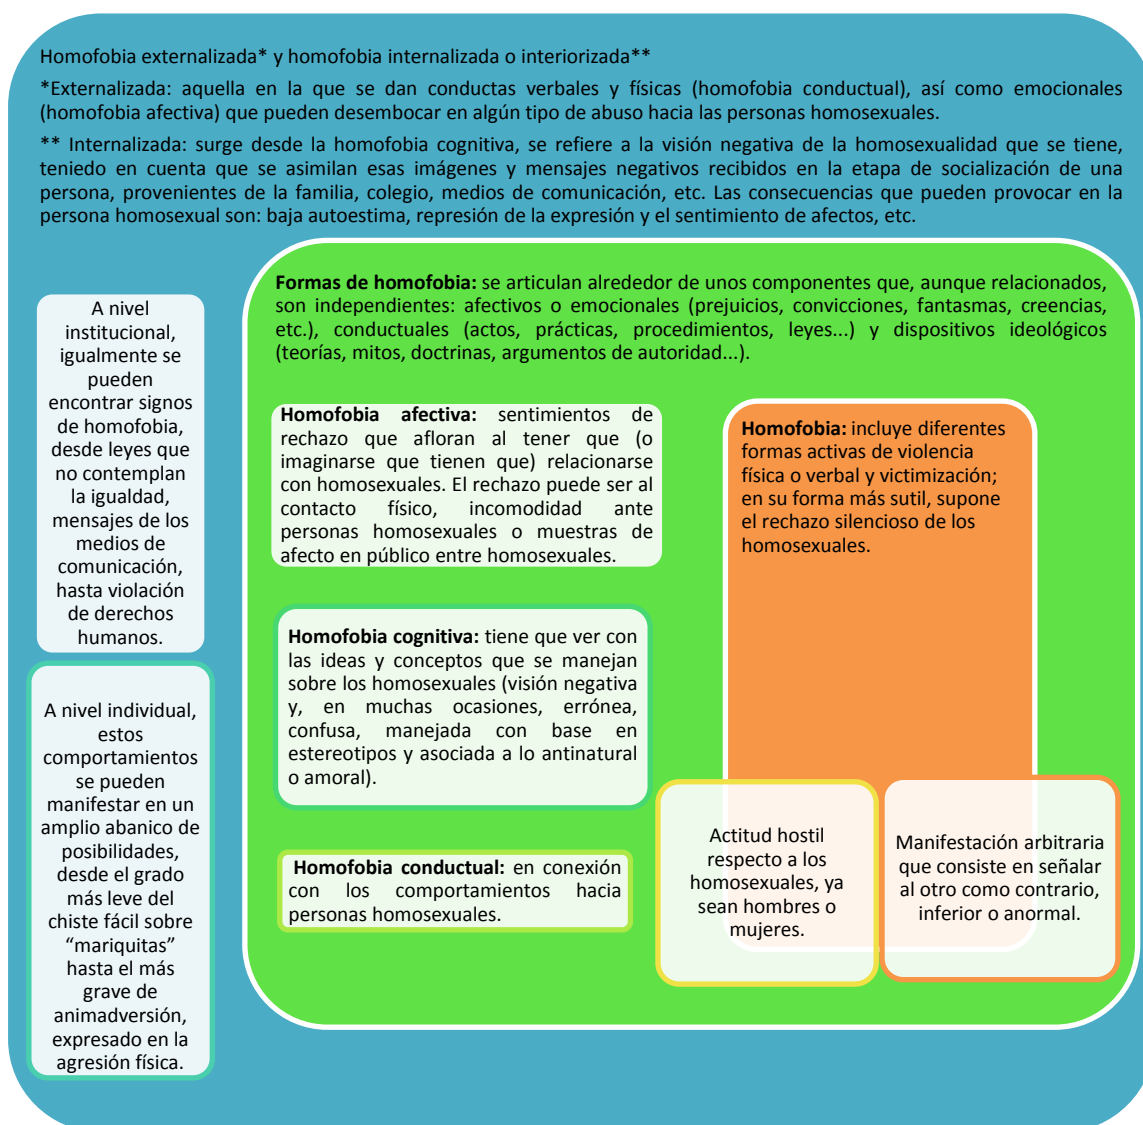 Homofobia externalizada* y homofobia internalizada o interiorizada**
*Externalizada: aquella en la que se dan conductas verbales y físicas (homofobia conductual), así como emocionales
(homofobia afectiva) que pueden desembocar en algún tipo de abuso hacia las personas homosexuales.
** Internalizada: surge desde la homofobia cognitiva, se refiere a la visión negativa de la homosexualidad que se tiene,
teniedo en cuenta que se asimilan esas imágenes y mensajes negativos recibidos en la etapa de socialización de una
persona, provenientes de la familia, colegio, medios de comunicación, etc. Las consecuencias que pueden provocar en la
persona homosexual son: baja autoestima, represión de la expresión y el sentimiento de afectos, etc.
A nivel
institucional,
igualmente se
pueden
encontrar signos
de homofobia,
desde leyes que
no contemplan
la igualdad,
mensajes de los
medios de
comunicación,
hasta violación
de derechos
humanos.
A nivel individual,
estos
comportamientos
se pueden
manifestar en un
amplio abanico de
posibilidades,
desde el grado
más leve del
chiste fácil sobre
“mariquitas”
hasta el más
grave de
animadversión,
expresado en la
agresión física.
Formas de homofobia: se articulan alrededor de unos componentes que, aunque relacionados,
son independientes: afectivos o emocionales (prejuicios, convicciones, fantasmas, creencias,
etc.), conductuales (actos, prácticas, procedimientos, leyes...) y dispositivos ideológicos
(teorías, mitos, doctrinas, argumentos de autoridad...).
Homofobia afectiva: sentimientos de
rechazo que afloran al tener que (o
imaginarse que tienen que) relacionarse
con homosexuales. El rechazo puede ser al
contacto físico, incomodidad ante
personas homosexuales o muestras de
afecto en público entre homosexuales.
Homofobia cognitiva: tiene que ver con
las ideas y conceptos que se manejan
sobre los homosexuales (visión negativa
y, en muchas ocasiones, errónea,
confusa, manejada con base en
estereotipos y asociada a lo antinatural
o amoral).
Homofobia conductual: en conexión
con los comportamientos hacia
personas homosexuales.
Homofobia: incluye diferentes
formas activas de violencia
física o verbal y victimización;
en su forma más sutil, supone
el rechazo silencioso de los
homosexuales.
Actitud hostil
respecto a los
homosexuales, ya
sean hombres o
mujeres.
Manifestación arbitraria
que consiste en señalar
al otro como contrario,
inferior o anormal.